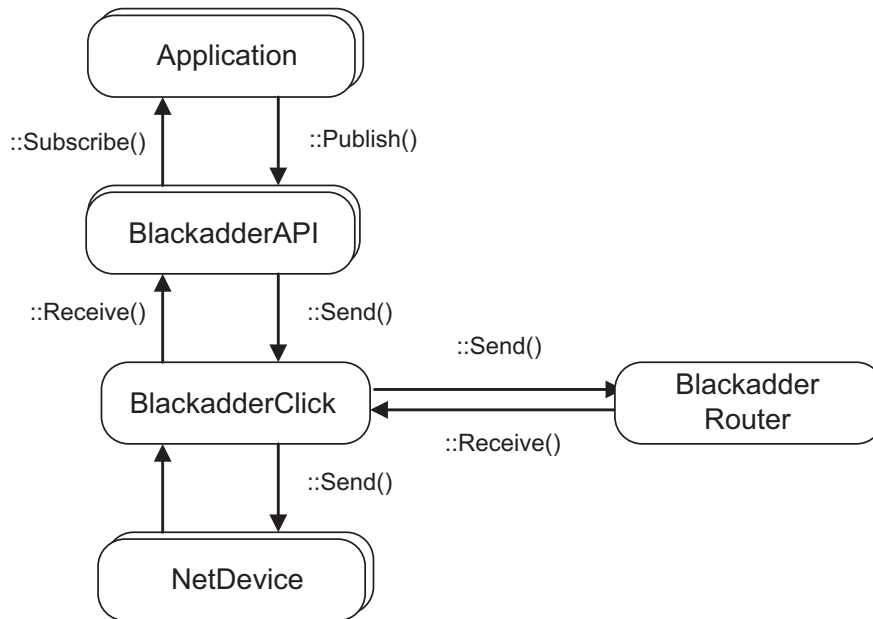 Application
::Subscribe()
::Publish()
BlackadderAPI
::Receive()
::Send()
::Send()
BlackadderClick
Blackadder
Router
::Receive()
::Send()
NetDevice